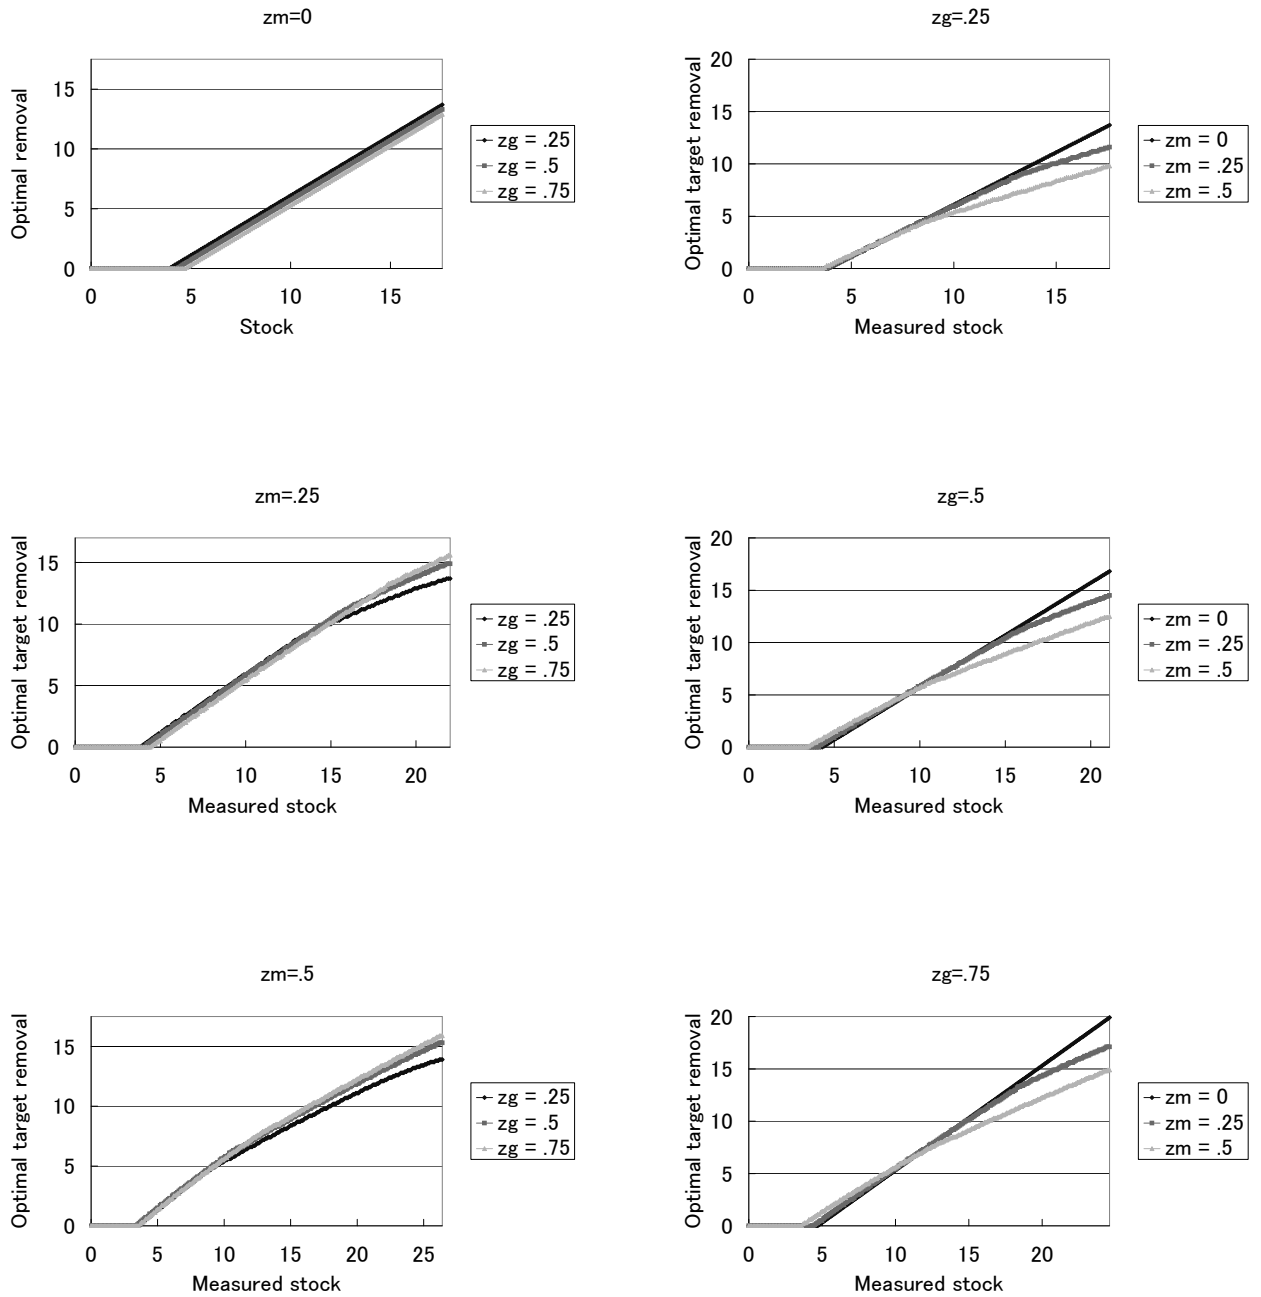 zm=0
Optimal removal
15
10
5
0
0 5 10 15
Stock
zg = .25
zg = .5
zg = .75
zg=.25
Optimal target removal
20
15
10
5
0
0 5 10 15
Measured stock
zm = 0
zm = .25
zm = .5
zm=.25
Optimal target removal
15
10
5
0
0 5 10 15 20
Measured stock
zg = .25
zg = .5
zg = .75
zg=.5
Optimal target removal
20
15
10
5
0
0 5 10 15 20
Measured stock
zm = 0
zm = .25
zm = .5
zm=.5
Optimal target removal
15
10
5
0
0 5 10 15 20 25
Measured stock
zg = .25
zg = .5
zg = .75
zg=.75
Optimal target removal
20
15
10
5
0
0 5 10 15 20
Measured stock
zm = 0
zm = .25
zm = .5